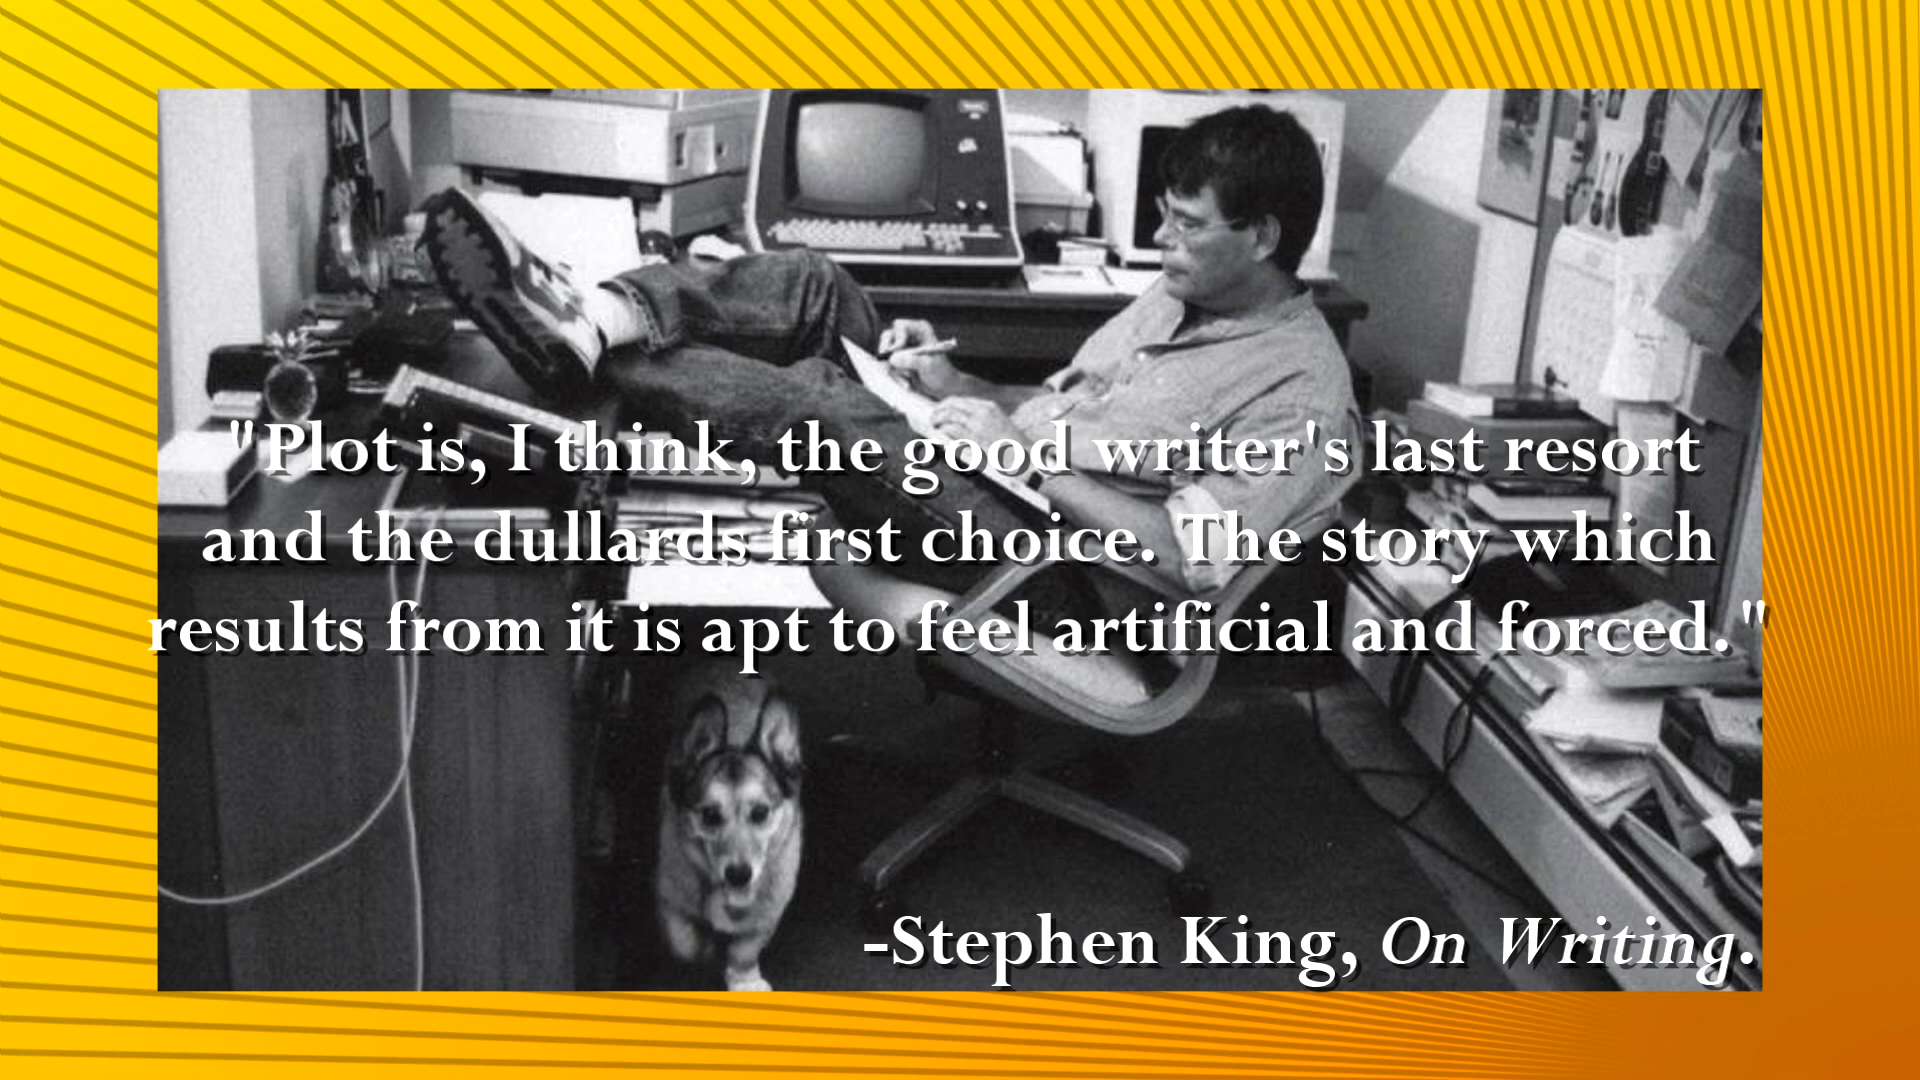 "Plot is, I think, the good writer's last resort
and the dullards first choice. The story which
results from it is apt to feel artificial and forced."
-Stephen King, On Writing.